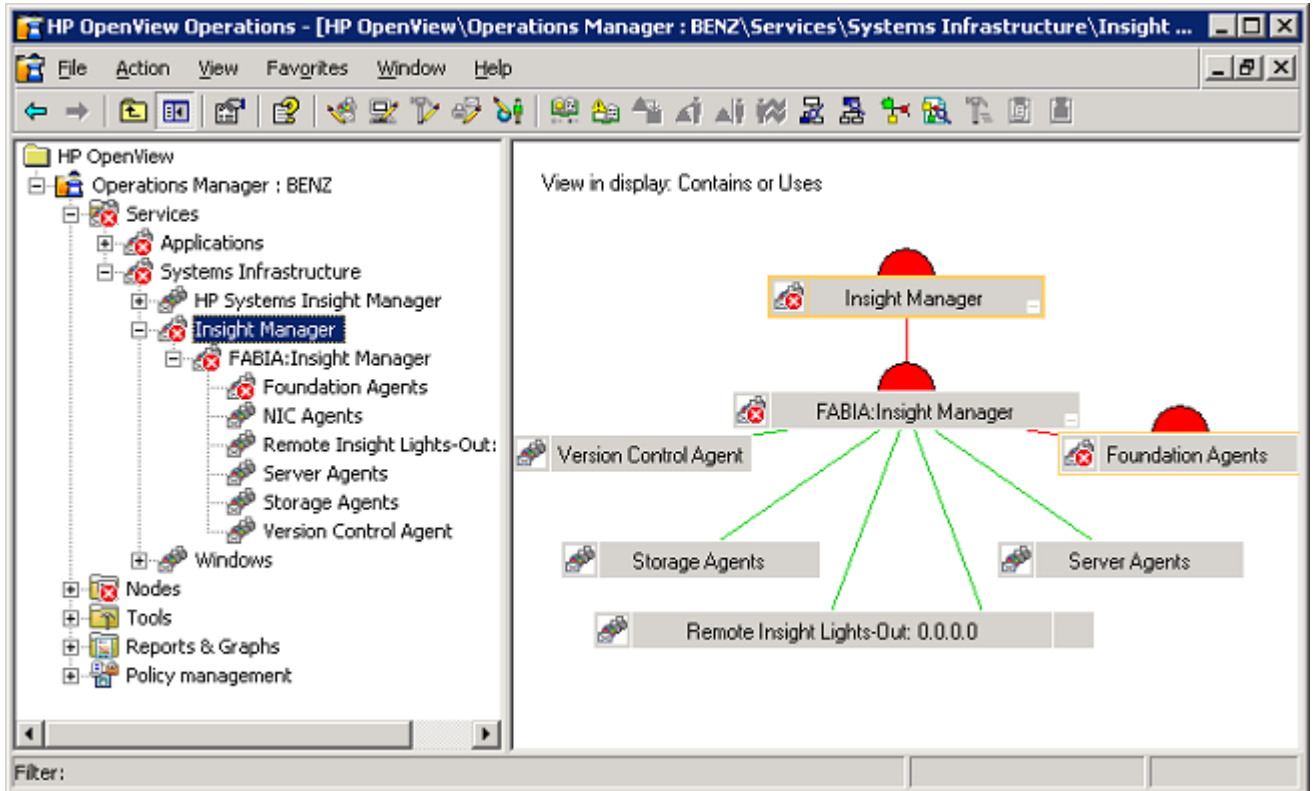 HP OpenView Operations - [HP OpenView\Operations Manager : BENZ\Services\Systems Infrastructure\Insight ...
File Action View Favorites Window Help
HP OpenView
Operations Manager : BENZ
Services
Applications
Systems Infrastructure
HP Systems Insight Manager
Insight Manager
FABIA:Insight Manager
Foundation Agents
NIC Agents
Remote Insight Lights-Out:
Server Agents
Storage Agents
Version Control Agent
Windows
Nodes
Tools
Reports & Graphs
Policy management
View in display: Contains or Uses
Insight Manager
FABIA:Insight Manager
Version Control Agent
Foundation Agents
Storage Agents
Server Agents
Remote Insight Lights-Out: 0.0.0.0
Filter: